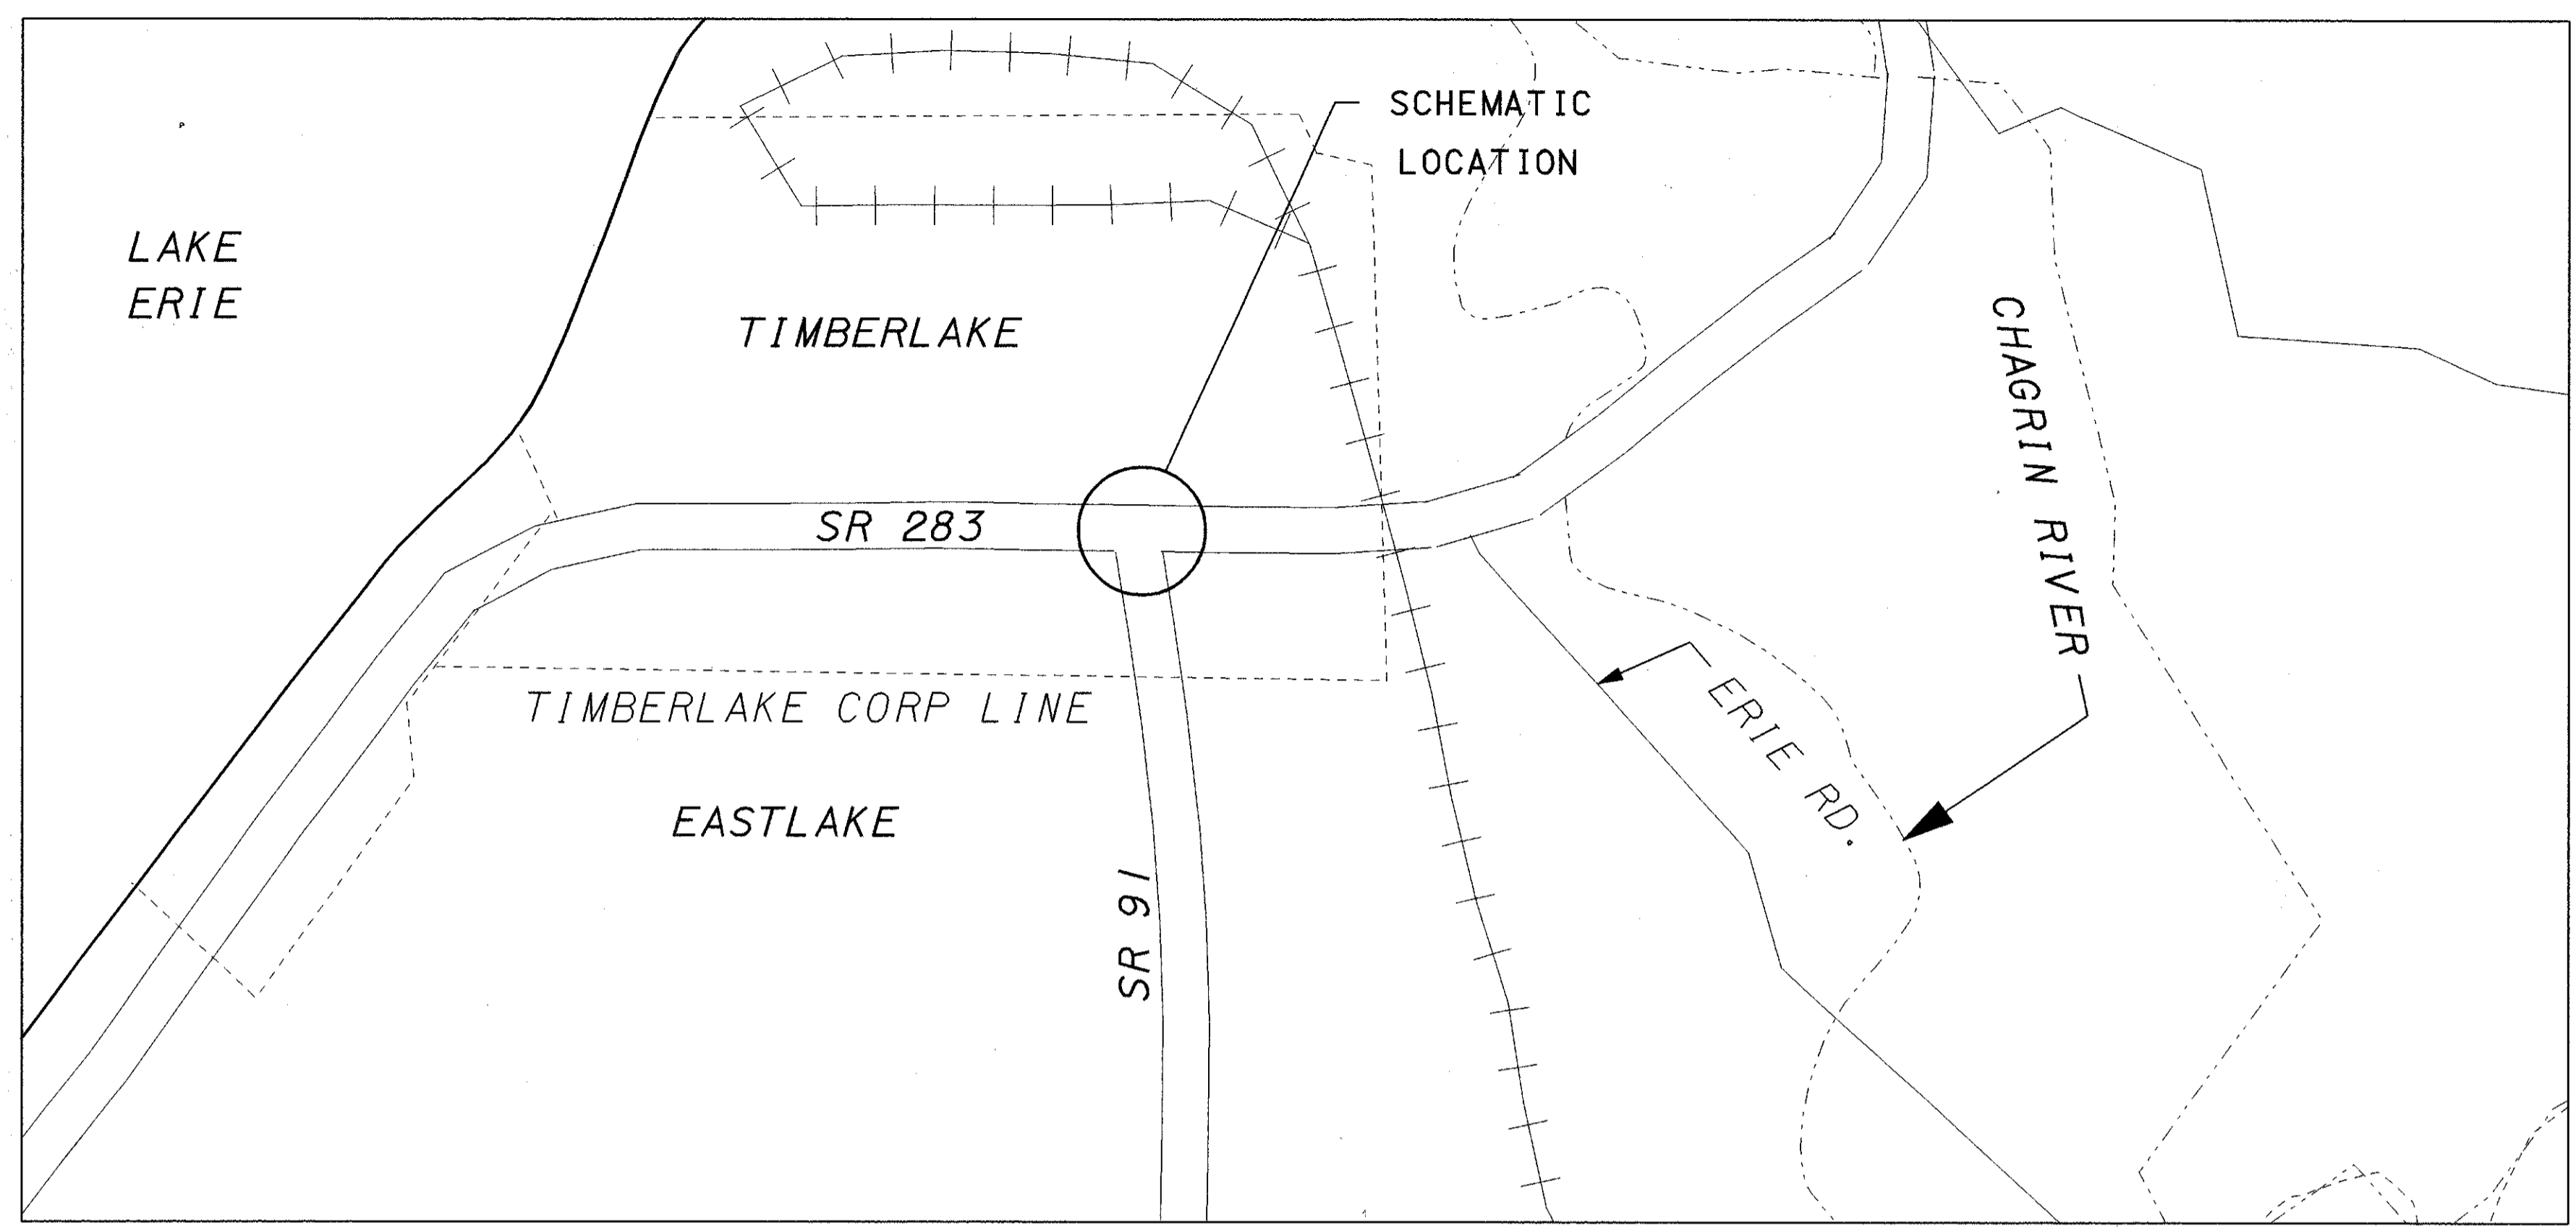 SCHEMATIC
LOCATION
LAKE
ERIE
TIMBERLAKE
CHAGRIN RIVER
SR 283
TIMBERLAKE CORP LINE
ERIE RD.
EASTLAKE
SR 91